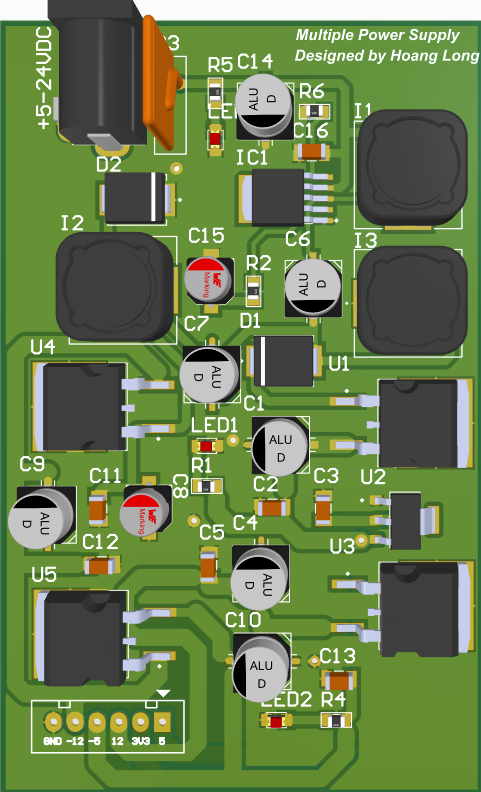 Multiple Power Supply
Designed by Hoang Long
+5-24VDC
R5 C14
R6
C16
I1
D2
IC1
I2
C15
R2
C6
I3
C7
D1
U4
U1
C1
LED1
R1
C9
C11
C8
C2
C3
U2
C12
C5
C4
U3
U5
C10
C13
LED2 R4
GND -12 -5 12 3V3 5
ALU D
ALU D
Marking
ALU D
ALU D
ALU D
Marking
ALU D
ALU D